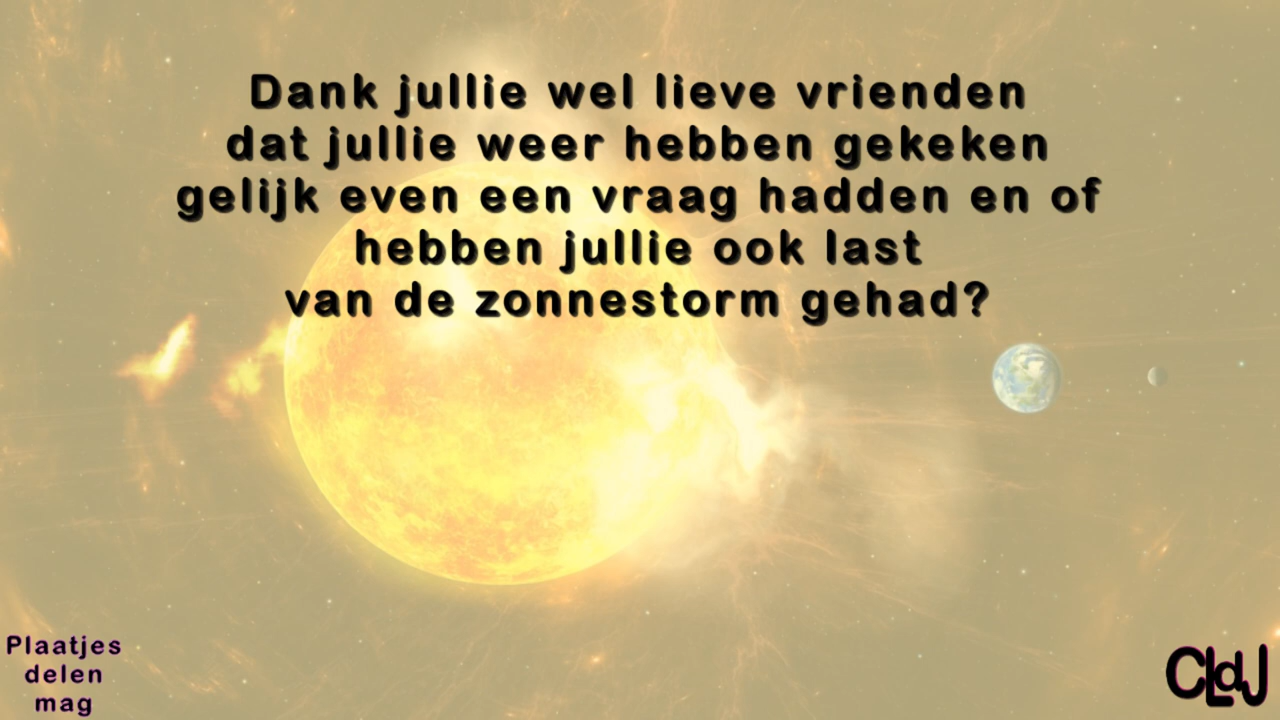 Dank jullie wel lieve vrienden
dat jullie weer hebben gekeken
gelijk even een vraag hadden en of
hebben jullie ook last
van de zonnestorm gehad?
Plaatjes
delen
mag
CLdJ